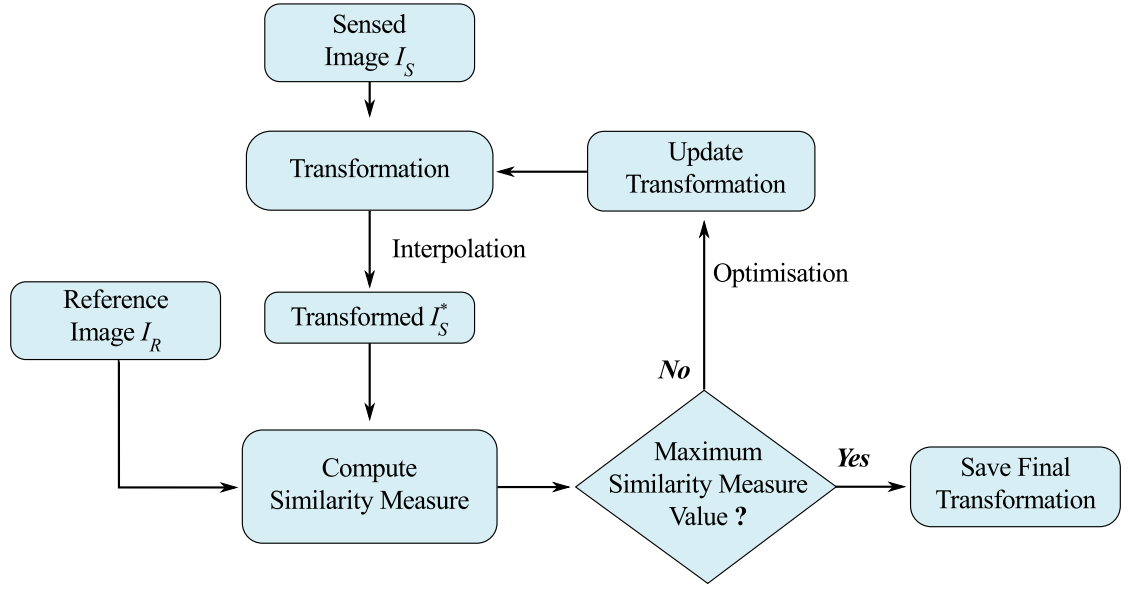 Sensed
Image I_S
Transformation
Update
Transformation
Interpolation
Optimisation
Reference
Image I_R
Transformed I_S^*
No
Compute
Similarity Measure
Maximum
Similarity Measure
Value ?
Yes
Save Final
Transformation